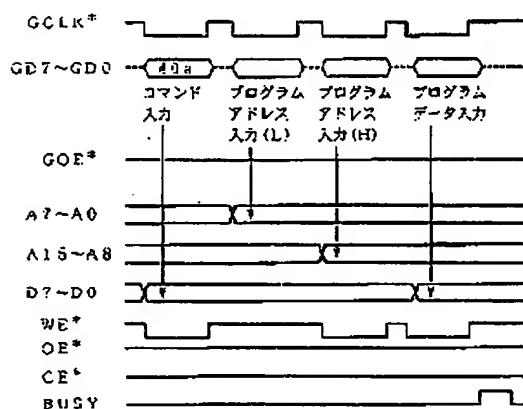 GCLK*
GD7~GD0
コマンド
入力
プログラム
アドレス
入力(L)
プログラム
アドレス
入力(H)
プログラム
データ入力
GOE*
A7~A0
A15~A8
D7~D0
WE*
OE*
CE*
BUSY